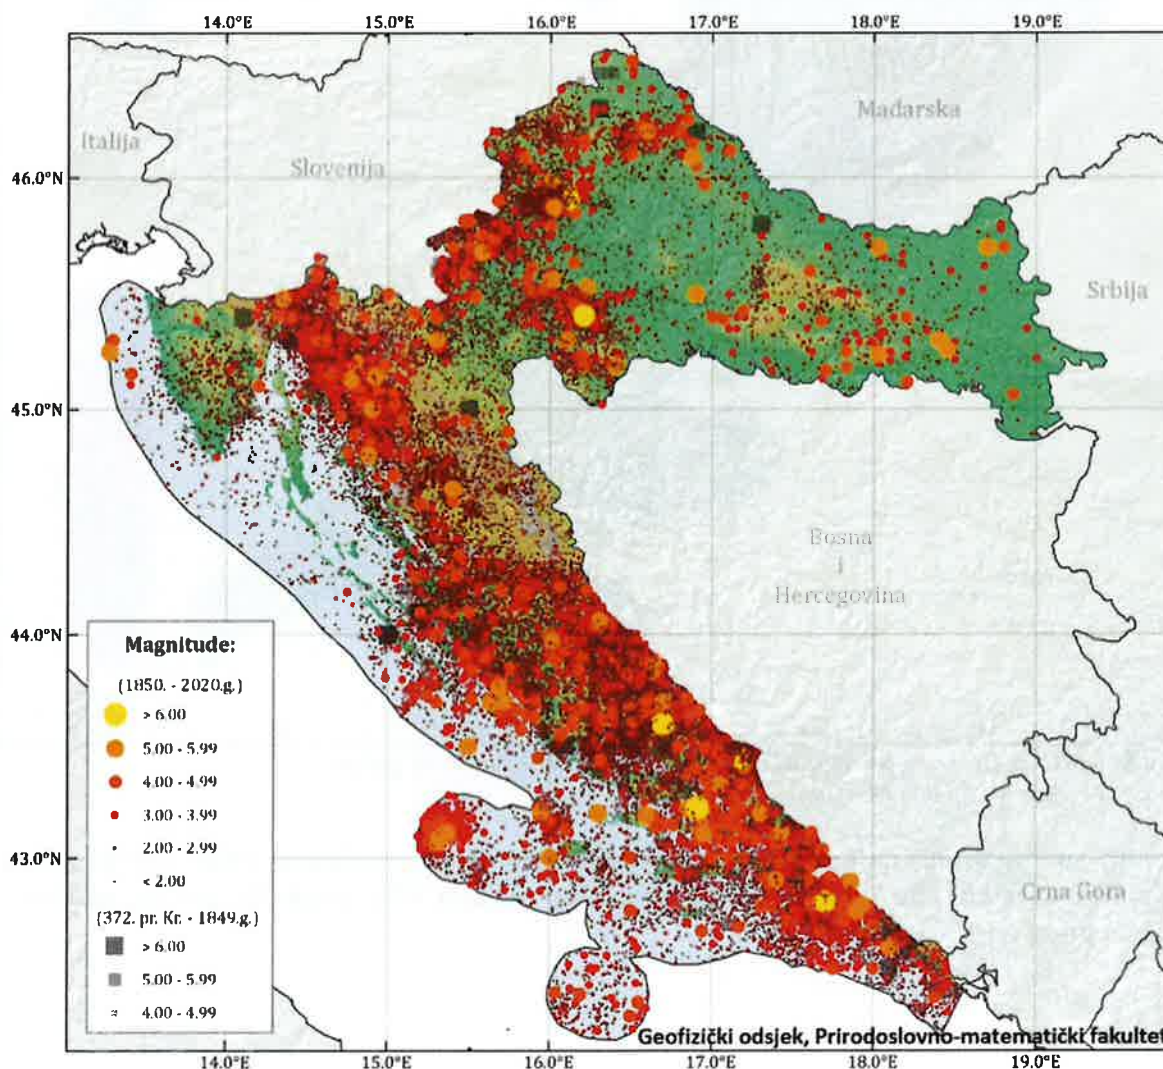 14.0°E 15.0°E 16.0°E 17.0°E 18.0°E 19.0°E
Mađarska
Italija
Slovenija
46.0°N
Srbija
45.0°N
Bosna
i
Hercegovina
44.0°N
Magnitude:
(1850. - 2020.g.)
> 6.00
5.00 - 5.99
4.00 - 4.99
3.00 - 3.99
2.00 - 2.99
< 2.00
43.0°N
Crna Gora
(372. pr. Kr. - 1849.g.)
> 6.00
5.00 - 5.99
4.00 - 4.99
Geofizički odsjek, Prirodoslovno-matematički fakultet
14.0°E 15.0°E 16.0°E 17.0°E 18.0°E 19.0°E